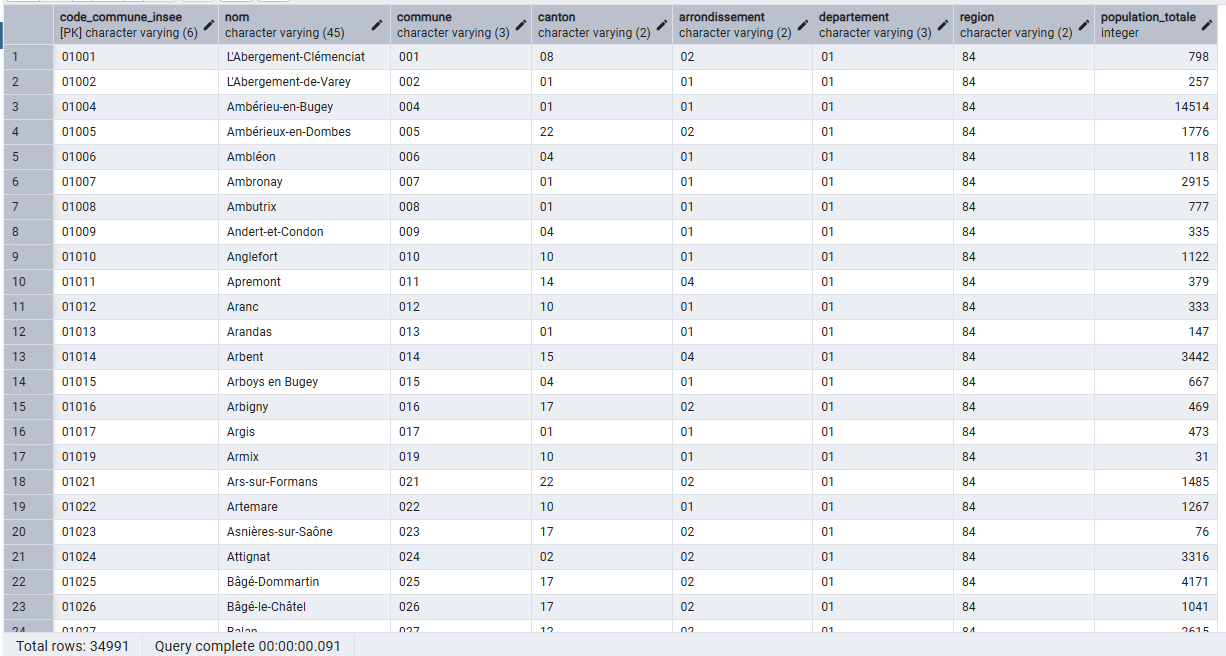 code_commune_insee nom commune canton arrondissement departement region population_totale
[PK] character varying (6) character varying (45) character varying (3) character varying (2) character varying (2) character varying (3) character varying (2) integer
1 01001 L'Abergement-Clémenciat 001 08 02 01 84 798
2 01002 L'Abergement-de-Varey 002 01 01 01 84 257
3 01004 Ambérieu-en-Bugey 004 01 01 01 84 14514
4 01005 Ambérieux-en-Dombes 005 22 02 01 84 1776
5 01006 Ambléon 006 04 01 01 84 118
6 01007 Ambronay 007 01 01 01 84 2915
7 01008 Ambutrix 008 01 01 01 84 777
8 01009 Andert-et-Condon 009 04 01 01 84 335
9 01010 Anglefort 010 10 01 01 84 1122
10 01011 Apremont 011 14 04 01 84 379
11 01012 Aranc 012 10 01 01 84 333
12 01013 Arandas 013 01 01 01 84 147
13 01014 Arbent 014 15 04 01 84 3442
14 01015 Arboys en Bugey 015 04 01 01 84 667
15 01016 Arbigny 016 17 02 01 84 469
16 01017 Argis 017 01 01 01 84 473
17 01019 Armix 019 10 01 01 84 31
18 01021 Ars-sur-Formans 021 22 02 01 84 1485
19 01022 Artemare 022 10 01 01 84 1267
20 01023 Asnières-sur-Saône 023 17 02 01 84 76
21 01024 Attignat 024 02 02 01 84 3316
22 01025 Bâgé-Dommartin 025 17 02 01 84 4171
23 01026 Bâgé-le-Châtel 026 17 02 01 84 1041
24 01027 Balan 027 12 02 01 84 2615
Total rows: 34991 Query complete 00:00:00.091